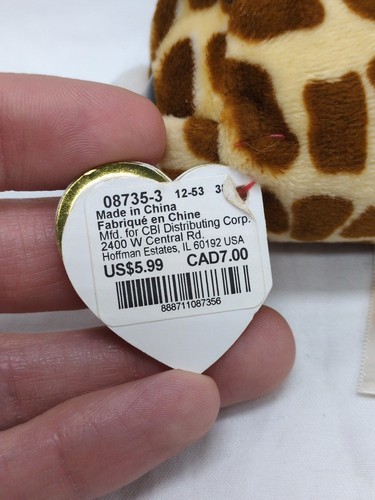 08735-3 12-53
Made in China
Fabriqué en Chine
Mfd. for CBI Distributing Corp.
2400 W Central Rd.
Hoffman Estates, IL 60192 USA
US$5.99 CAD7.00
888711087356